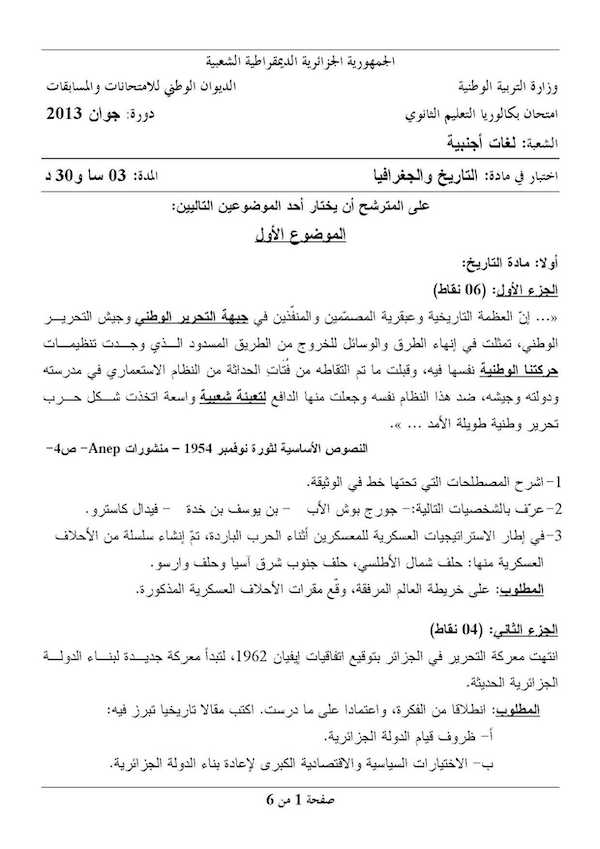 الجمهورية الجزائرية الديمقراطية الشعبية
وزارة التربية الوطنية الديوان الوطني للامتحانات والمسابقات
امتحان بكالوريا التعليم الثانوي دورة: جوان 2013
الشعبة: لغات أجنبية
اختبار في مادة: التاريخ والجغرافيا المدة: 03 سا و30 د
على المترشح أن يختار أحد الموضوعين التاليين:
الموضوع الأول
أولا: مادة التاريخ:
الجزء الأول: (06 نقاط)
«... إنّ العظمة التاريخية وعبقرية المصمّمين والمنفّذين في جبهة التحرير الوطني وجيش التحريـر
الوطني، تمثلت في إنهاء الطرق والوسائل للخروج من الطريق المسدود الـذي وجـدت تنظيمـات
حركتنا الوطنية نفسها فيه، وقبلت ما تم التقاطه من فُتَاتِ الحداثة من النظام الاستعماري في مدرسته
ودولته وجيشه، ضد هذا النظام نفسه وجعلت منها الدافع لتعبئة شعبية واسعة اتخذت شـكل حـرب
تحرير وطنية طويلة الأمد ... ».
النصوص الأساسية لثورة نوفمبر 1954 – منشورات Anep- ص4-
1- اشرح المصطلحات التي تحتها خط في الوثيقة.
2- عرّف بالشخصيات التالية:- جورج بوش الأب - بن يوسف بن خدة - فيدال كاسترو.
3- في إطار الاستراتيجيات العسكرية للمعسكرين أثناء الحرب الباردة، تمّ إنشاء سلسلة من الأحلاف
العسكرية منها: حلف شمال الأطلسي، حلف جنوب شرق آسيا وحلف وارسو.
المطلوب: على خريطة العالم المرفقة، وقّع مقرات الأحلاف العسكرية المذكورة.
الجزء الثاني: (04 نقاط)
انتهت معركة التحرير في الجزائر بتوقيع اتفاقيات إيفيان 1962، لتبدأ معركة جديـدة لبنـاء الدولـة
الجزائرية الحديثة.
المطلوب: انطلاقا من الفكرة، واعتمادا على ما درست. اكتب مقالا تاريخيا تبرز فيه:
أ- ظروف قيام الدولة الجزائرية.
ب- الاختيارات السياسية والاقتصادية الكبرى لإعادة بناء الدولة الجزائرية.
صفحة 1 من 6